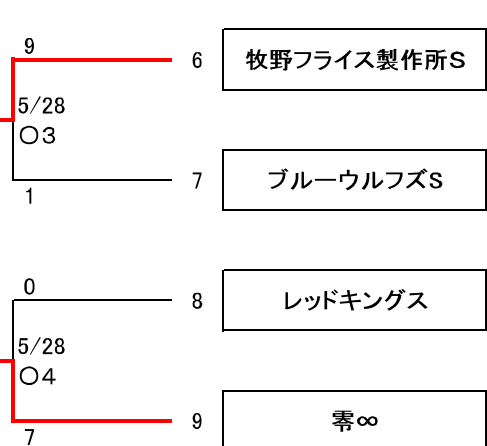 9
6 牧野フライス製作所S
5/28
○3
7 ブルーウルフズS
1
0
8 レッドキングス
5/28
○4
9 零∞
7